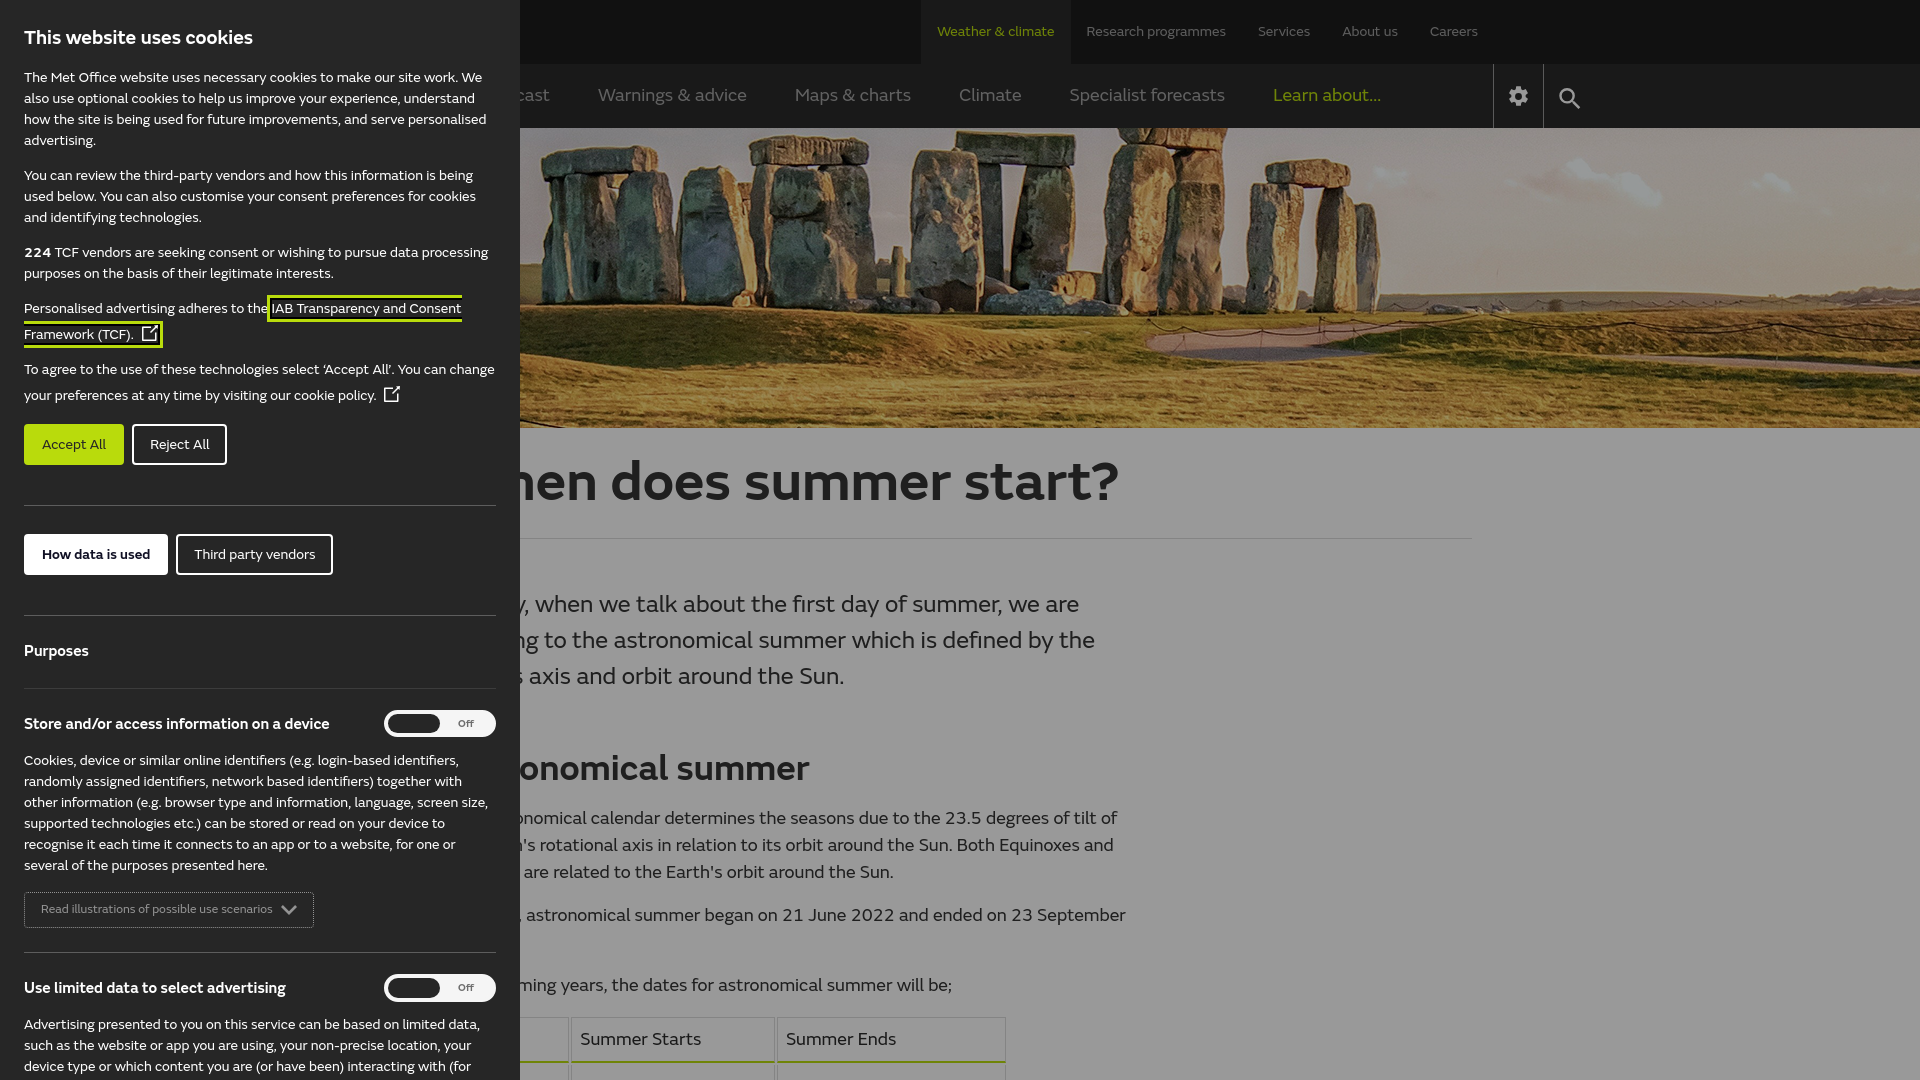 This website uses cookies
The Met Office website uses necessary cookies to make our site work. We
also use optional cookies to help us improve your experience, understand
how the site is being used for future improvements, and serve personalised
advertising.
You can review the third-party vendors and how this information is being
used below. You can also customise your consent preferences for cookies
and identifying technologies.
224 TCF vendors are seeking consent or wishing to pursue data processing
purposes on the basis of their legitimate interests.
Personalised advertising adheres to the IAB Transparency and Consent
Framework (TCF).
To agree to the use of these technologies select ‘Accept All’. You can change
your preferences at any time by visiting our cookie policy.
Accept All Reject All
How data is used Third party vendors
Purposes
Store and/or access information on a device Off
Cookies, device or similar online identifiers (e.g. login-based identifiers,
randomly assigned identifiers, network based identifiers) together with
other information (e.g. browser type and information, language, screen size,
supported technologies etc.) can be stored or read on your device to
recognise it each time it connects to an app or to a website, for one or
several of the purposes presented here.
Read illustrations of possible use scenarios
Use limited data to select advertising Off
Advertising presented to you on this service can be based on limited data,
such as the website or app you are using, your non-precise location, your
device type or which content you are (or have been) interacting with (for
Weather & climate Research programmes Services About us Careers
cast Warnings & advice Maps & charts Climate Specialist forecasts Learn about...
hen does summer start?
y, when we talk about the first day of summer, we are
ng to the astronomical summer which is defined by the
s axis and orbit around the Sun.
onomical summer
onomical calendar determines the seasons due to the 23.5 degrees of tilt of
h's rotational axis in relation to its orbit around the Sun. Both Equinoxes and
are related to the Earth's orbit around the Sun.
, astronomical summer began on 21 June 2022 and ended on 23 September
ming years, the dates for astronomical summer will be;
Summer Starts Summer Ends